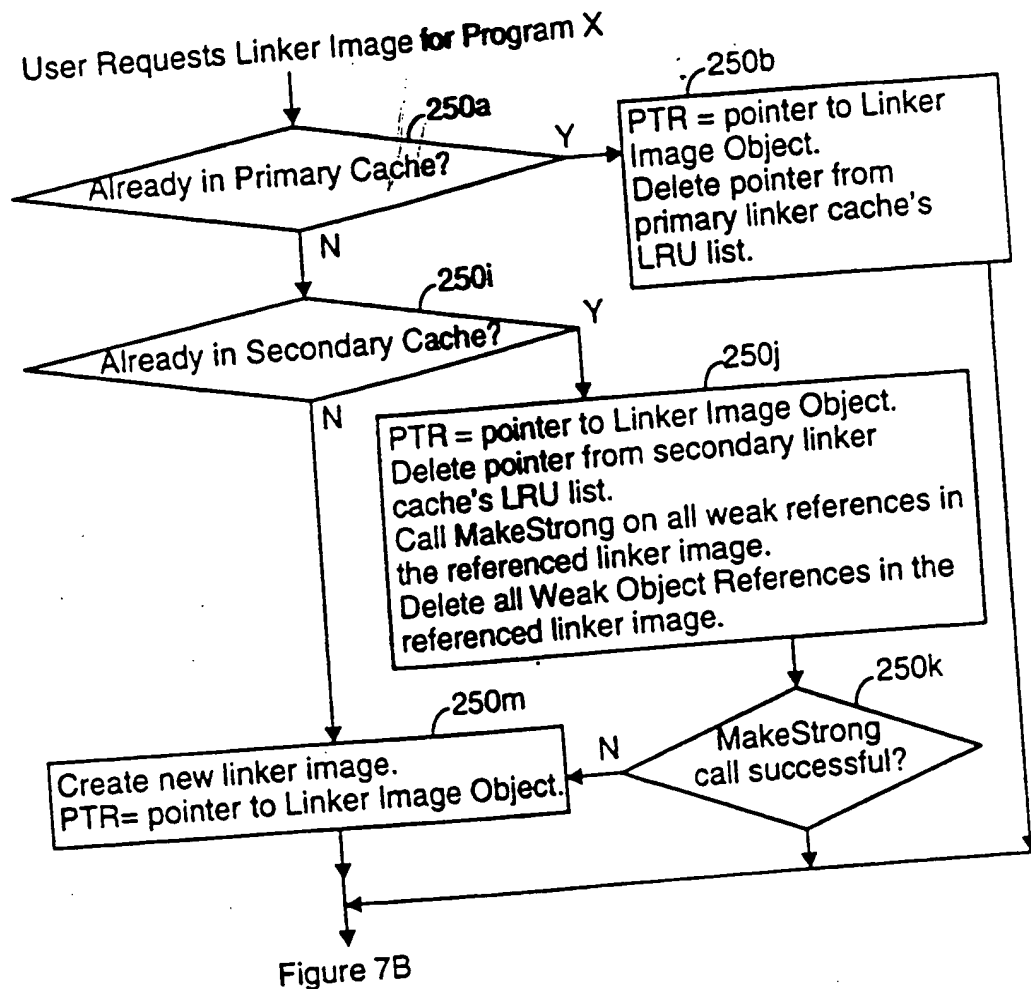 User Requests Linker Image for Program X
250a
Already in Primary Cache?
Y
N
250b
PTR = pointer to Linker
Image Object.
Delete pointer from
primary linker cache's
LRU list.
250i
Already in Secondary Cache?
Y
N
250j
PTR = pointer to Linker Image Object.
Delete pointer from secondary linker
cache's LRU list.
Call MakeStrong on all weak references in
the referenced linker image.
Delete all Weak Object References in the
referenced linker image.
250k
MakeStrong
call successful?
N
250m
Create new linker image.
PTR= pointer to Linker Image Object.
Figure 7B